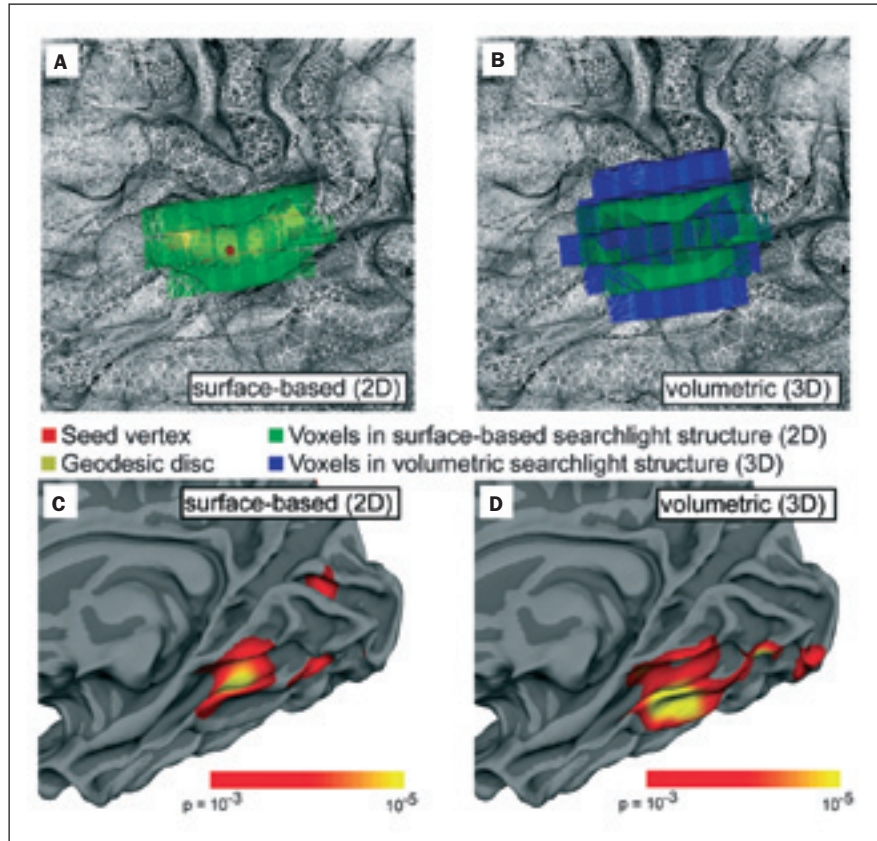 A
B
surface-based (2D)
volumetric (3D)
Seed vertex
Voxels in surface-based searchlight structure (2D)
Geodesic disc
Voxels in volumetric searchlight structure (3D)
C
surface-based (2D)
D
volumetric (3D)
p = 10⁻³
10⁻⁵
p = 10⁻³
10⁻⁵